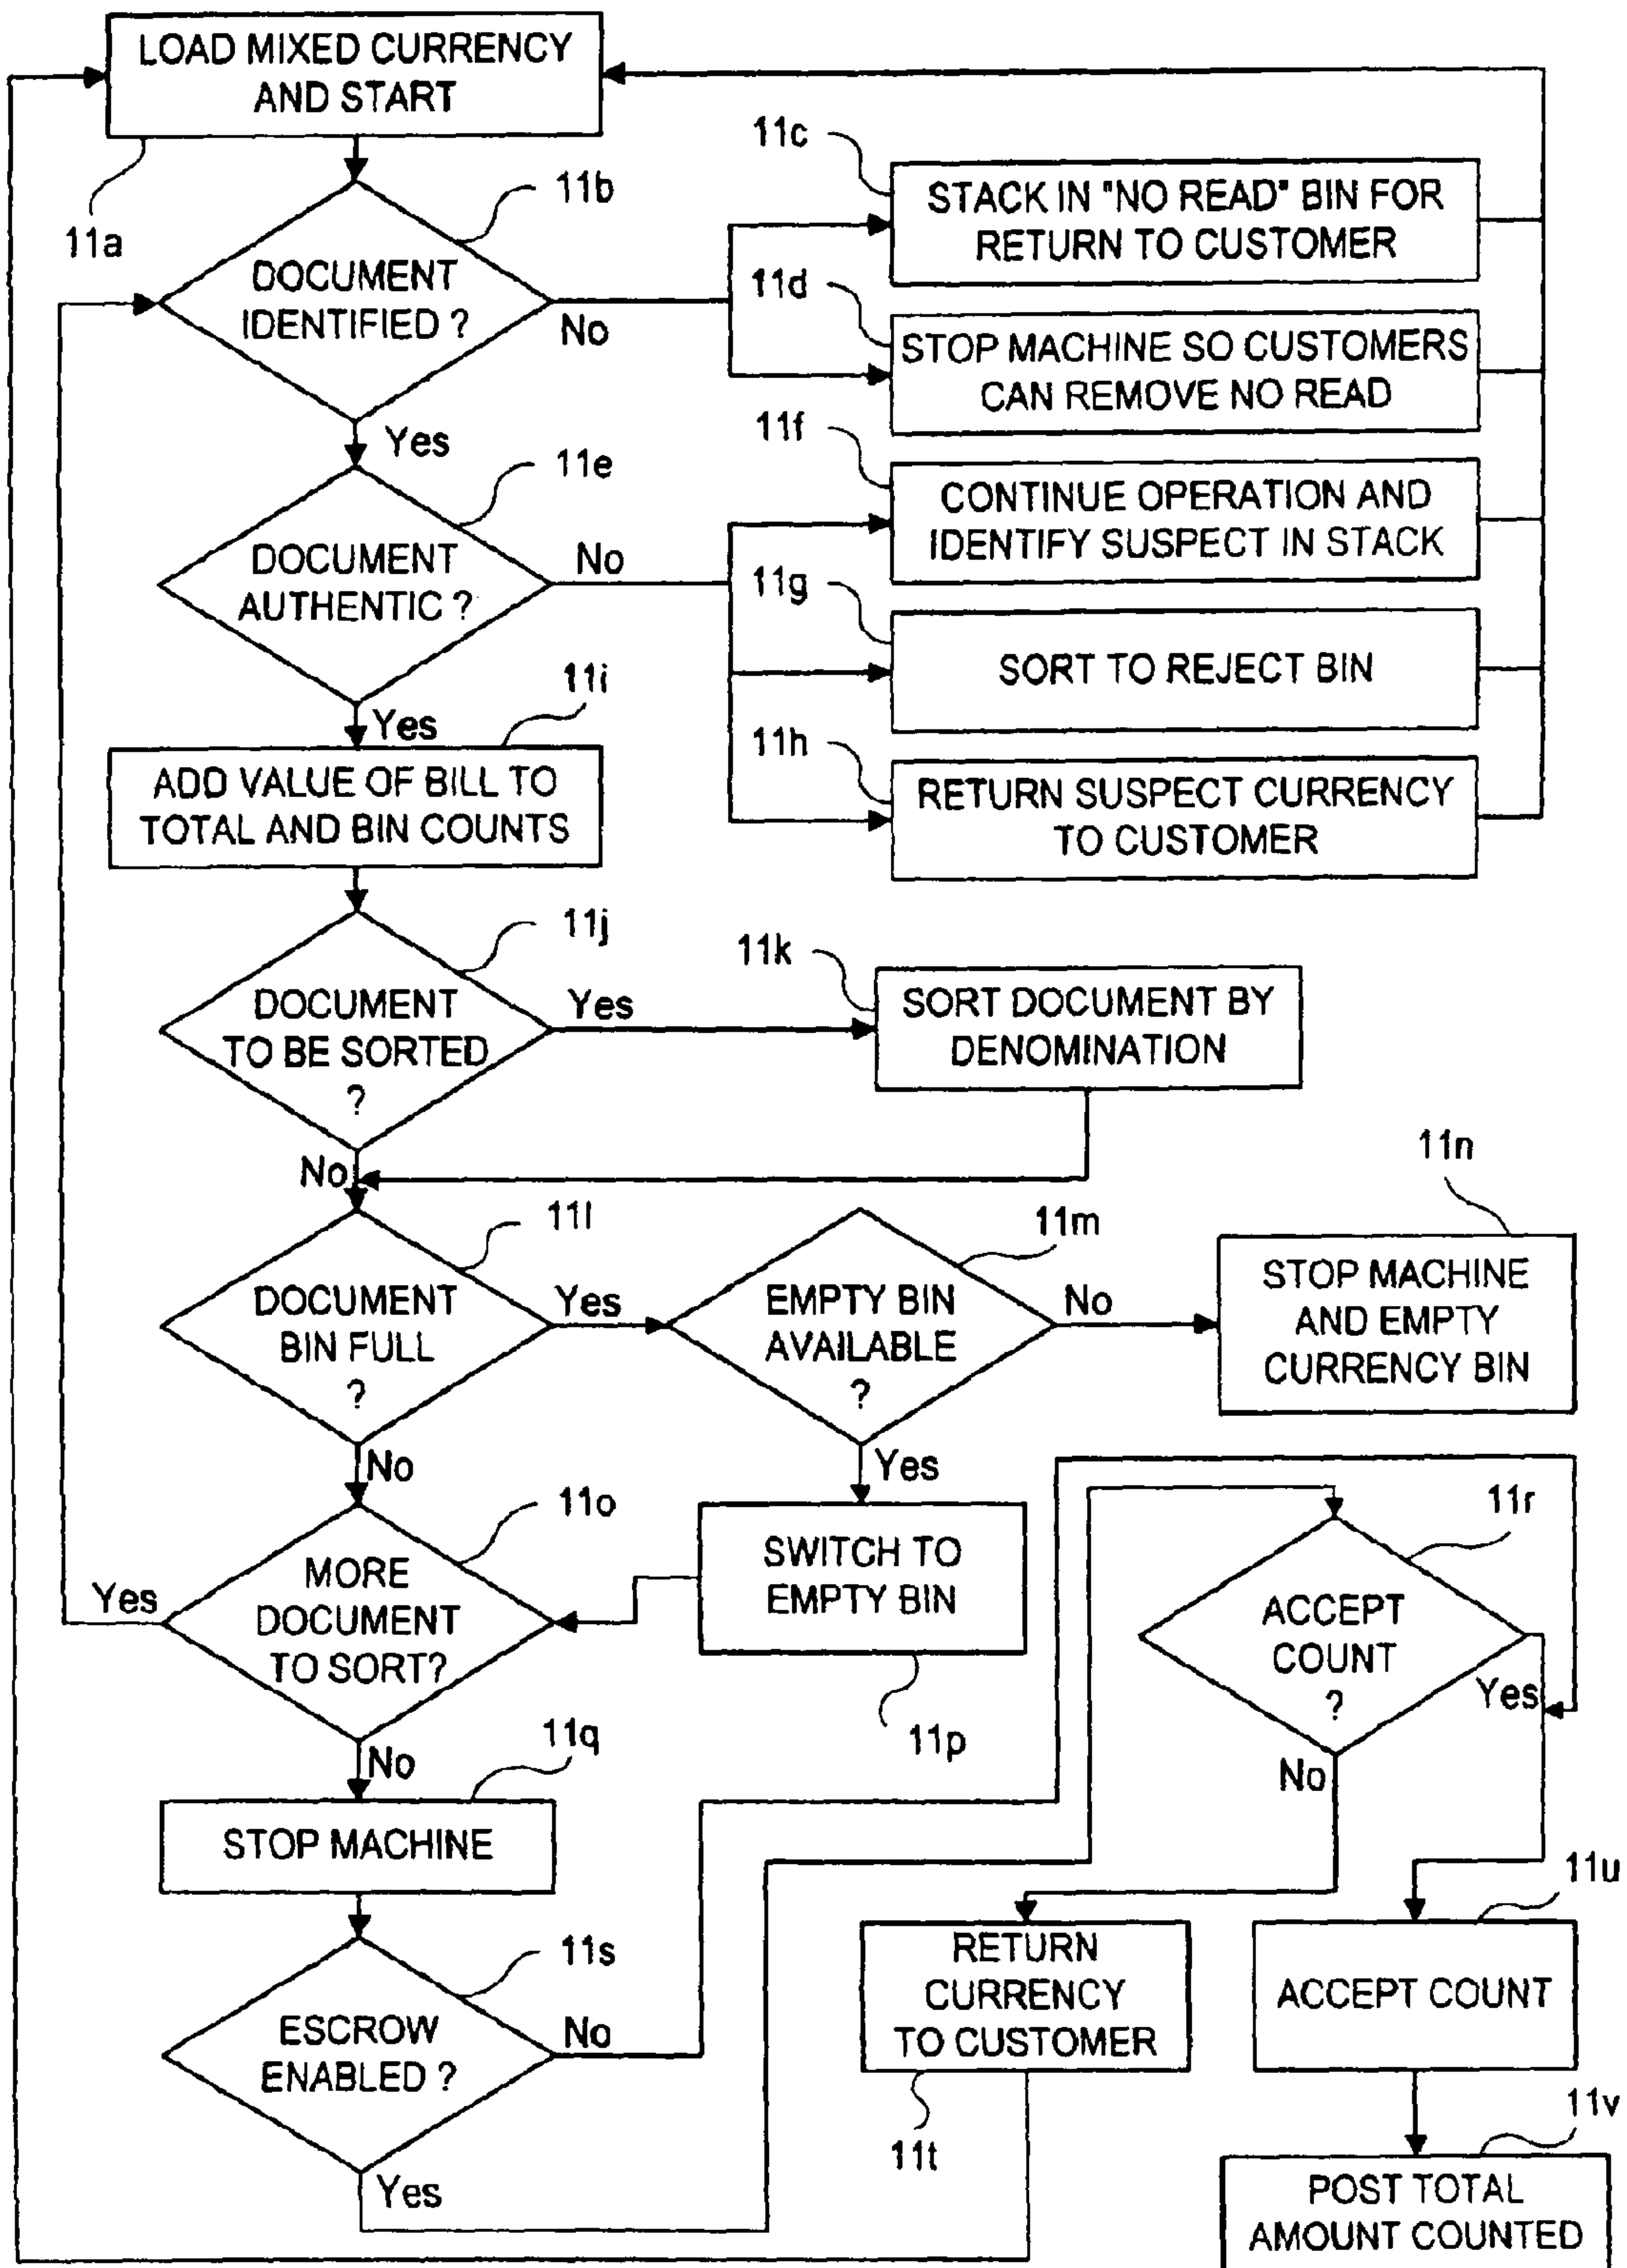 LOAD MIXED CURRENCY
AND START
11a
11b
DOCUMENT
IDENTIFIED ?
No
Yes
11c
STACK IN "NO READ" BIN FOR
RETURN TO CUSTOMER
11d
STOP MACHINE SO CUSTOMERS
CAN REMOVE NO READ
11e
DOCUMENT
AUTHENTIC ?
No
Yes
11f
CONTINUE OPERATION AND
IDENTIFY SUSPECT IN STACK
11g
SORT TO REJECT BIN
11h
RETURN SUSPECT CURRENCY
TO CUSTOMER
11i
ADD VALUE OF BILL TO
TOTAL AND BIN COUNTS
11j
DOCUMENT
TO BE SORTED
?
Yes
No
11k
SORT DOCUMENT BY
DENOMINATION
11l
DOCUMENT
BIN FULL
?
Yes
No
11m
EMPTY BIN
AVAILABLE
?
No
Yes
11n
STOP MACHINE
AND EMPTY
CURRENCY BIN
11o
MORE
DOCUMENT
TO SORT?
Yes
No
SWITCH TO
EMPTY BIN
11p
11r
ACCEPT
COUNT
?
Yes
No
11q
STOP MACHINE
11s
ESCROW
ENABLED ?
No
Yes
RETURN
CURRENCY
TO CUSTOMER
11t
11u
ACCEPT COUNT
11v
POST TOTAL
AMOUNT COUNTED